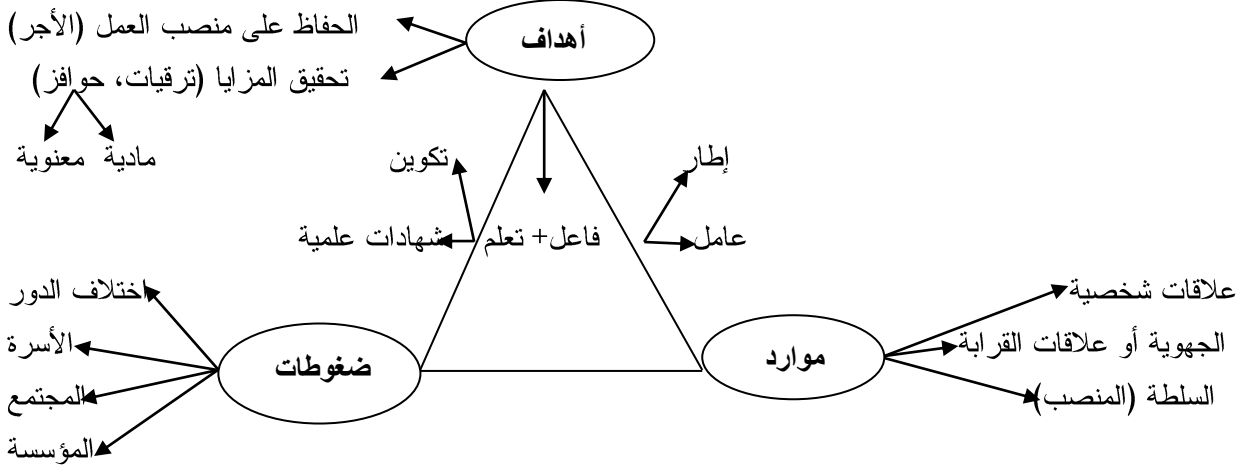 أهداف
الحفاظ على منصب العمل (الأجر)
تحقيق المزايا (ترقيات، حوافز)
مادية
معنوية
إطار
تكوين
عامل
فاعل+ تعلم
شهادات علمية
علاقات شخصية
اختلاف الدور
موارد
الجهوية أو علاقات القرابة
ضغوطات
الأسرة
السلطة (المنصب)
المجتمع
المؤسسة